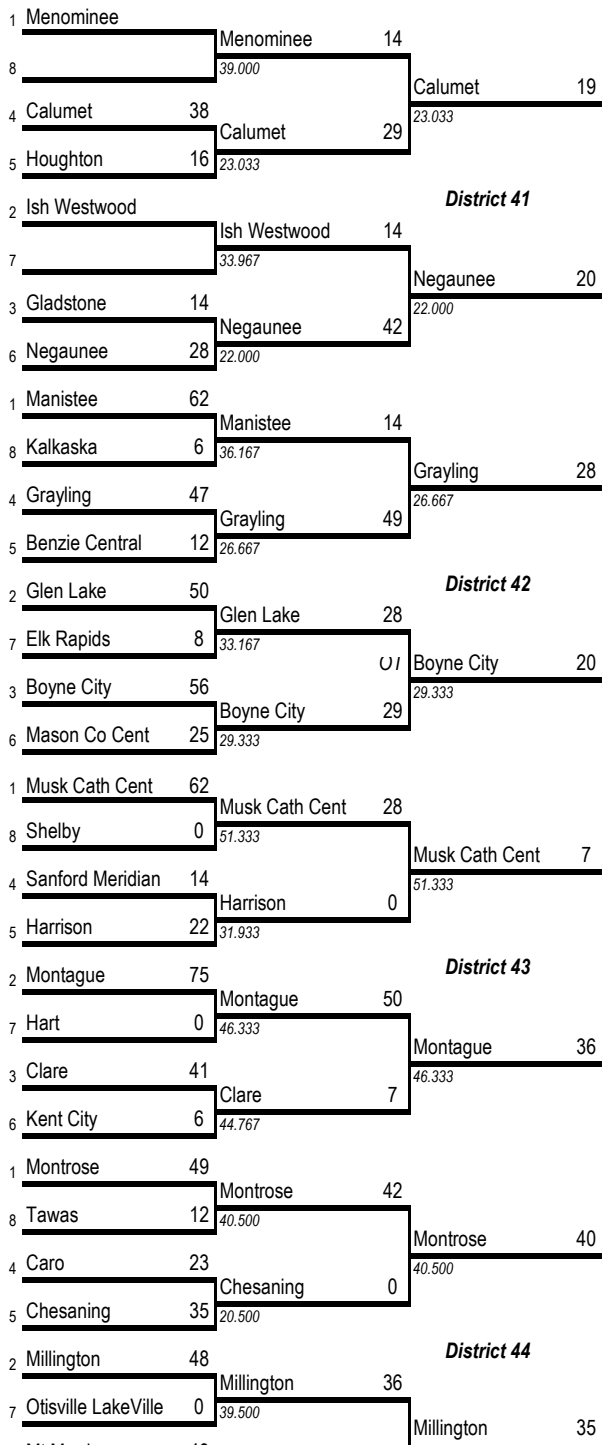 1 Menominee
Menominee 14
8
39.000
Calumet 19
4 Calumet 38
23.033
Calumet 29
5 Houghton 16
23.033
District 41
2 Ish Westwood
Ish Westwood 14
7
33.967
Negaunee 20
3 Gladstone 14
22.000
Negaunee 42
6 Negaunee 28
22.000
1 Manistee 62
Manistee 14
8 Kalkaska 6
36.167
Grayling 28
4 Grayling 47
26.667
Grayling 49
5 Benzie Central 12
26.667
District 42
2 Glen Lake 50
Glen Lake 28
7 Elk Rapids 8
33.167
OT
Boyne City 20
3 Boyne City 56
29.333
Boyne City 29
6 Mason Co Cent 25
29.333
1 Musk Cath Cent 62
Musk Cath Cent 28
8 Shelby 0
51.333
Musk Cath Cent 7
4 Sanford Meridian 14
51.333
Harrison 0
5 Harrison 22
31.933
District 43
2 Montague 75
Montague 50
7 Hart 0
46.333
Montague 36
3 Clare 41
46.333
Clare 7
6 Kent City 6
44.767
1 Montrose 49
Montrose 42
8 Tawas 12
40.500
Montrose 40
4 Caro 23
40.500
Chesaning 0
5 Chesaning 35
20.500
District 44
2 Millington 48
Millington 36
7 Otisville LakeVille 0
39.500
Millington 35